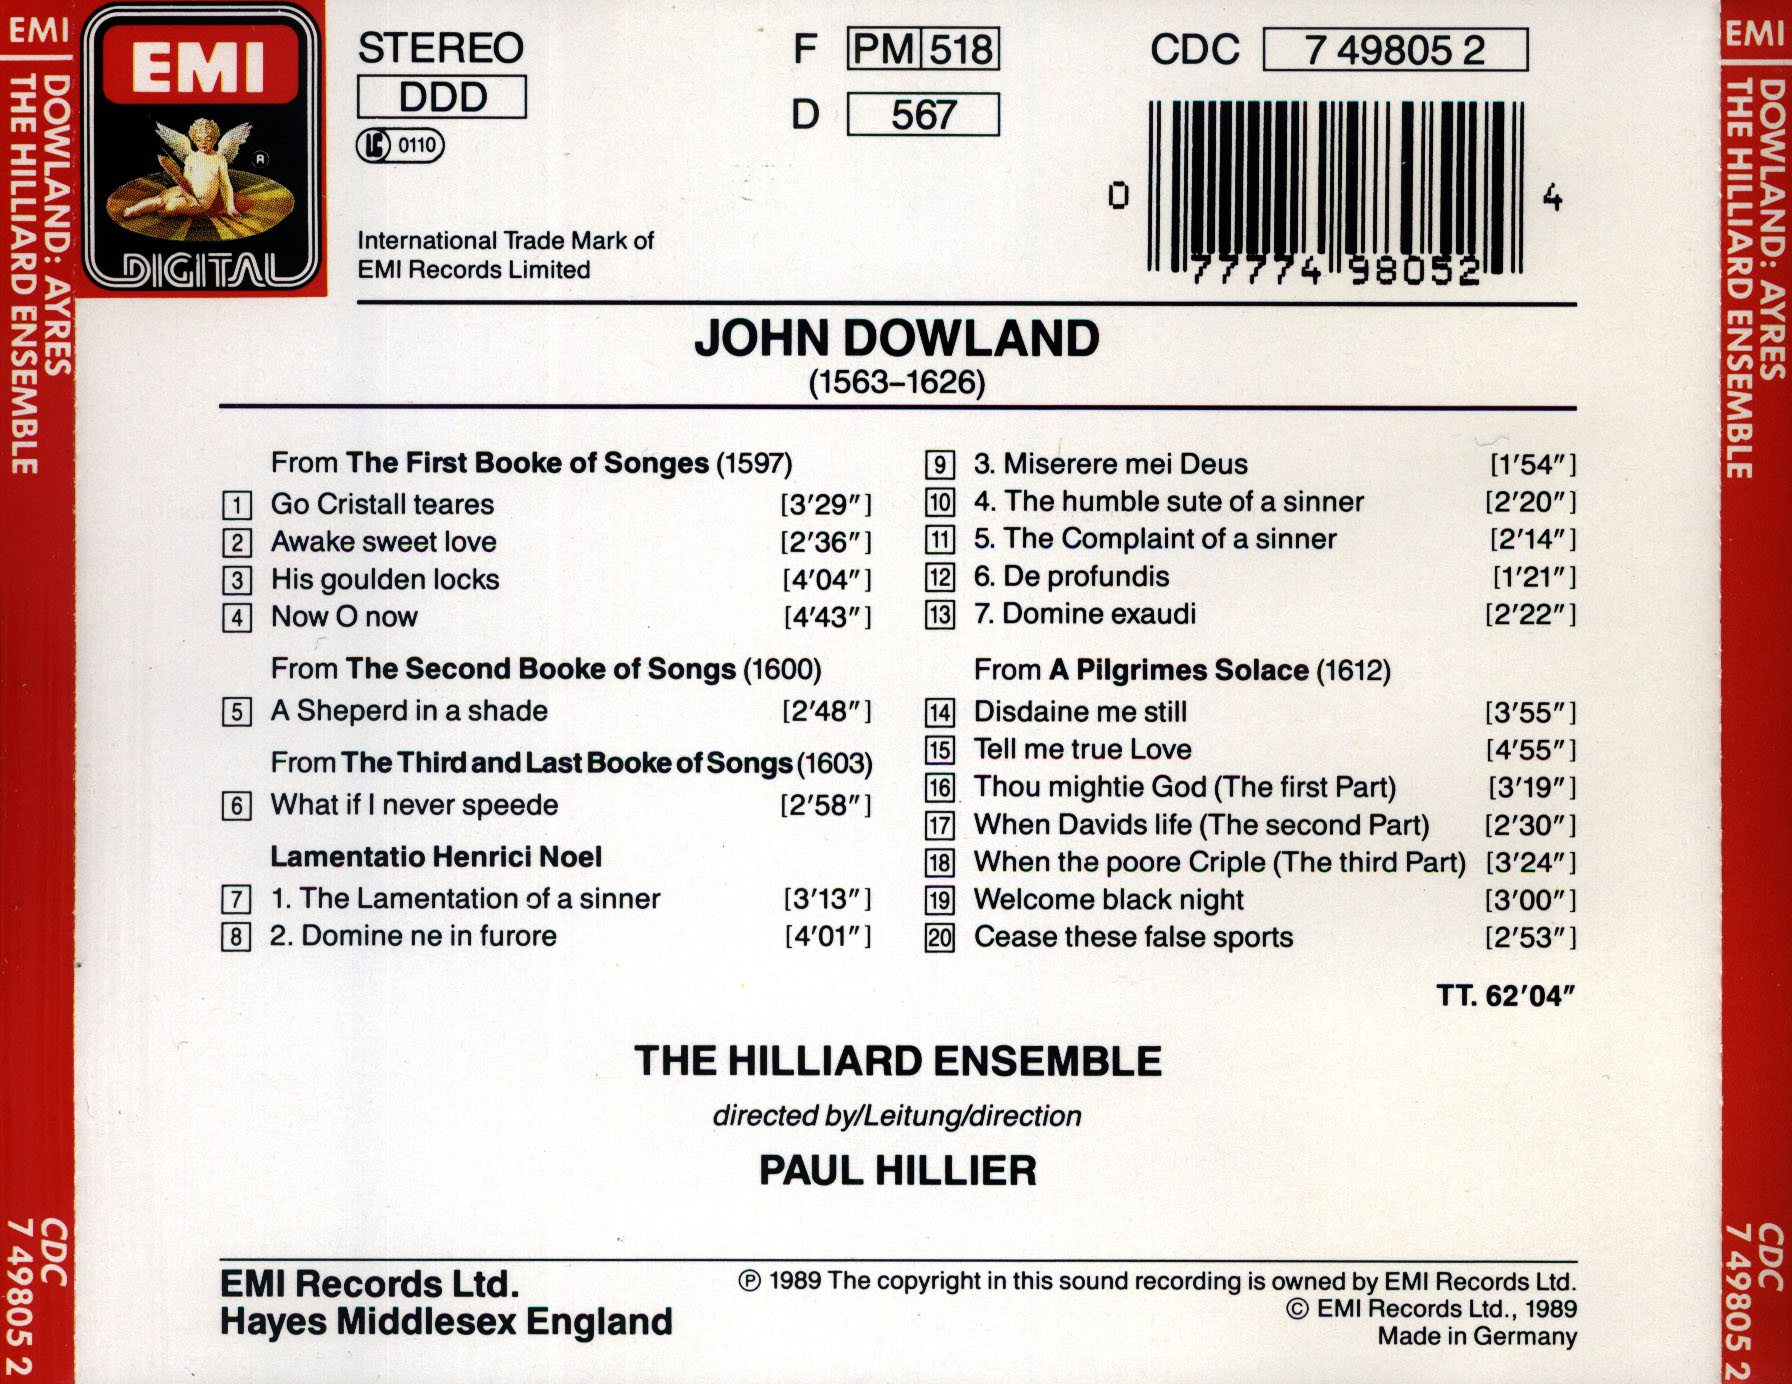 EMI
DOWLAND: AYRES
THE HILLIARD ENSEMBLE
CDC
7 49805 2
EMI
®
DIGITAL
STEREO
DDD
LC 0110
International Trade Mark of
EMI Records Limited
F PM 518
D 567
CDC 7 49805 2
0 77774 98052 4
JOHN DOWLAND
(1563–1626)
From The First Booke of Songes (1597)
1 Go Cristall teares [3′29″]
2 Awake sweet love [2′36″]
3 His goulden locks [4′04″]
4 Now O now [4′43″]
From The Second Booke of Songs (1600)
5 A Sheperd in a shade [2′48″]
From The Third and Last Booke of Songs (1603)
6 What if I never speede [2′58″]
Lamentatio Henrici Noel
7 1. The Lamentation of a sinner [3′13″]
8 2. Domine ne in furore [4′01″]
9 3. Miserere mei Deus [1′54″]
10 4. The humble sute of a sinner [2′20″]
11 5. The Complaint of a sinner [2′14″]
12 6. De profundis [1′21″]
13 7. Domine exaudi [2′22″]
From A Pilgrimes Solace (1612)
14 Disdaine me still [3′55″]
15 Tell me true Love [4′55″]
16 Thou mightie God (The first Part) [3′19″]
17 When Davids life (The second Part) [2′30″]
18 When the poore Criple (The third Part) [3′24″]
19 Welcome black night [3′00″]
20 Cease these false sports [2′53″]
TT. 62′04″
THE HILLIARD ENSEMBLE
directed by/Leitung/direction
PAUL HILLIER
EMI Records Ltd.
Hayes Middlesex England
℗ 1989 The copyright in this sound recording is owned by EMI Records Ltd.
© EMI Records Ltd., 1989
Made in Germany
EMI
DOWLAND: AYRES
THE HILLIARD ENSEMBLE
CDC
7 49805 2